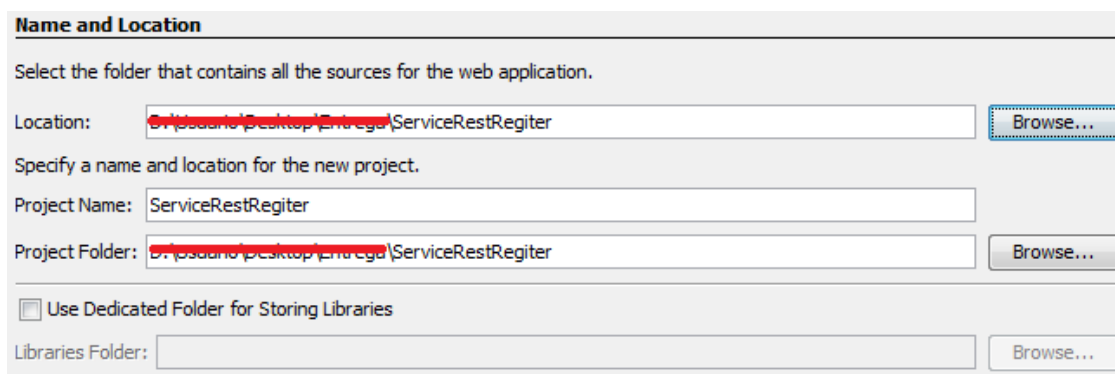 Name and Location
Select the folder that contains all the sources for the web application.
Location: \ServiceRestRegiter Browse...
Specify a name and location for the new project.
Project Name: ServiceRestRegiter
Project Folder: \ServiceRestRegiter Browse...
Use Dedicated Folder for Storing Libraries
Libraries Folder: Browse...